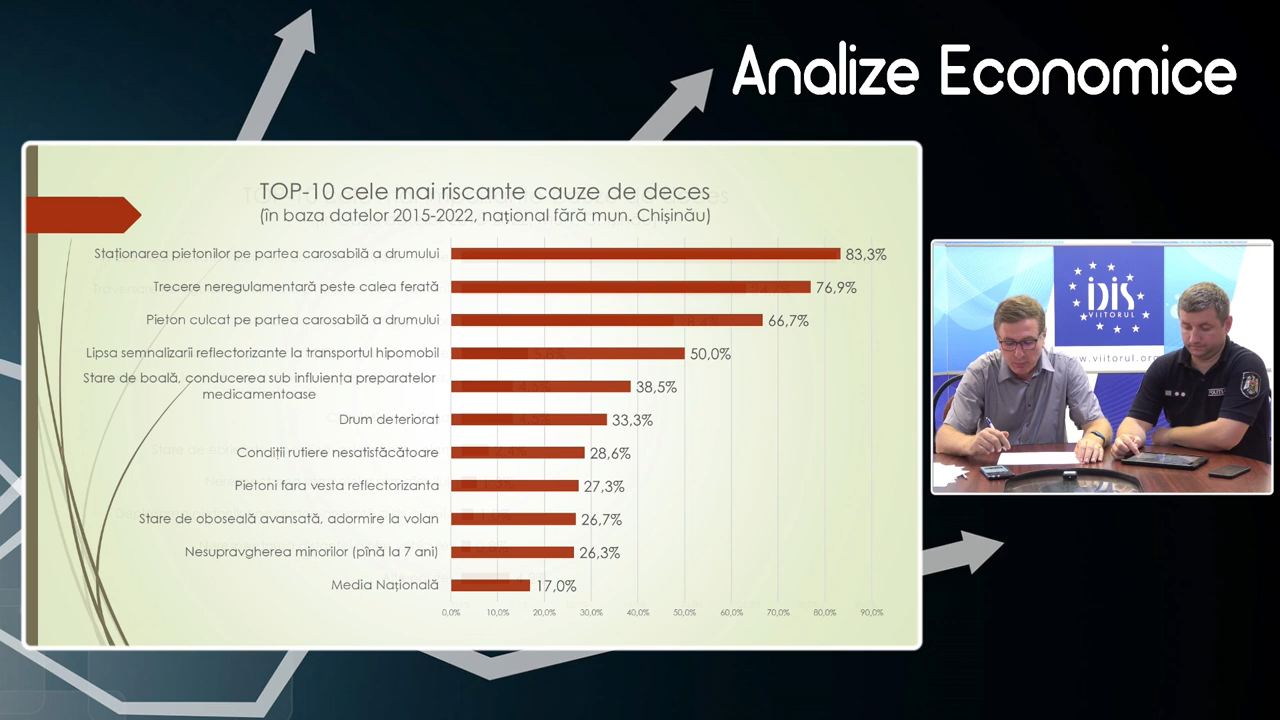 Analize Economice
TOP-10 cele mai riscante cauze de deces
(în baza datelor 2015-2022, național fără mun. Chișinău)
Staționarea pietonilor pe partea carosabilă a drumului 83,3%
Trecere neregulamentară peste calea ferată 76,9%
Pieton culcat pe partea carosabilă a drumului 66,7%
Lipsa semnalizarii reflectorizante la transportul hipomobil 50,0%
Stare de boală, conducerea sub influiența preparatelor
medicamentoase 38,5%
Drum deteriorat 33,3%
Condiții rutiere nesatisfăcătoare 28,6%
Pietoni fara vesta reflectorizanta 27,3%
Stare de oboseală avansată, adormire la volan 26,7%
Nesupravgherea minorilor (pînă la 7 ani) 26,3%
Media Națională 17,0%
0,0% 10,0% 20,0% 30,0% 40,0% 50,0% 60,0% 70,0% 80,0% 90,0%
IDIS
VIITORUL
www.viitorul.org